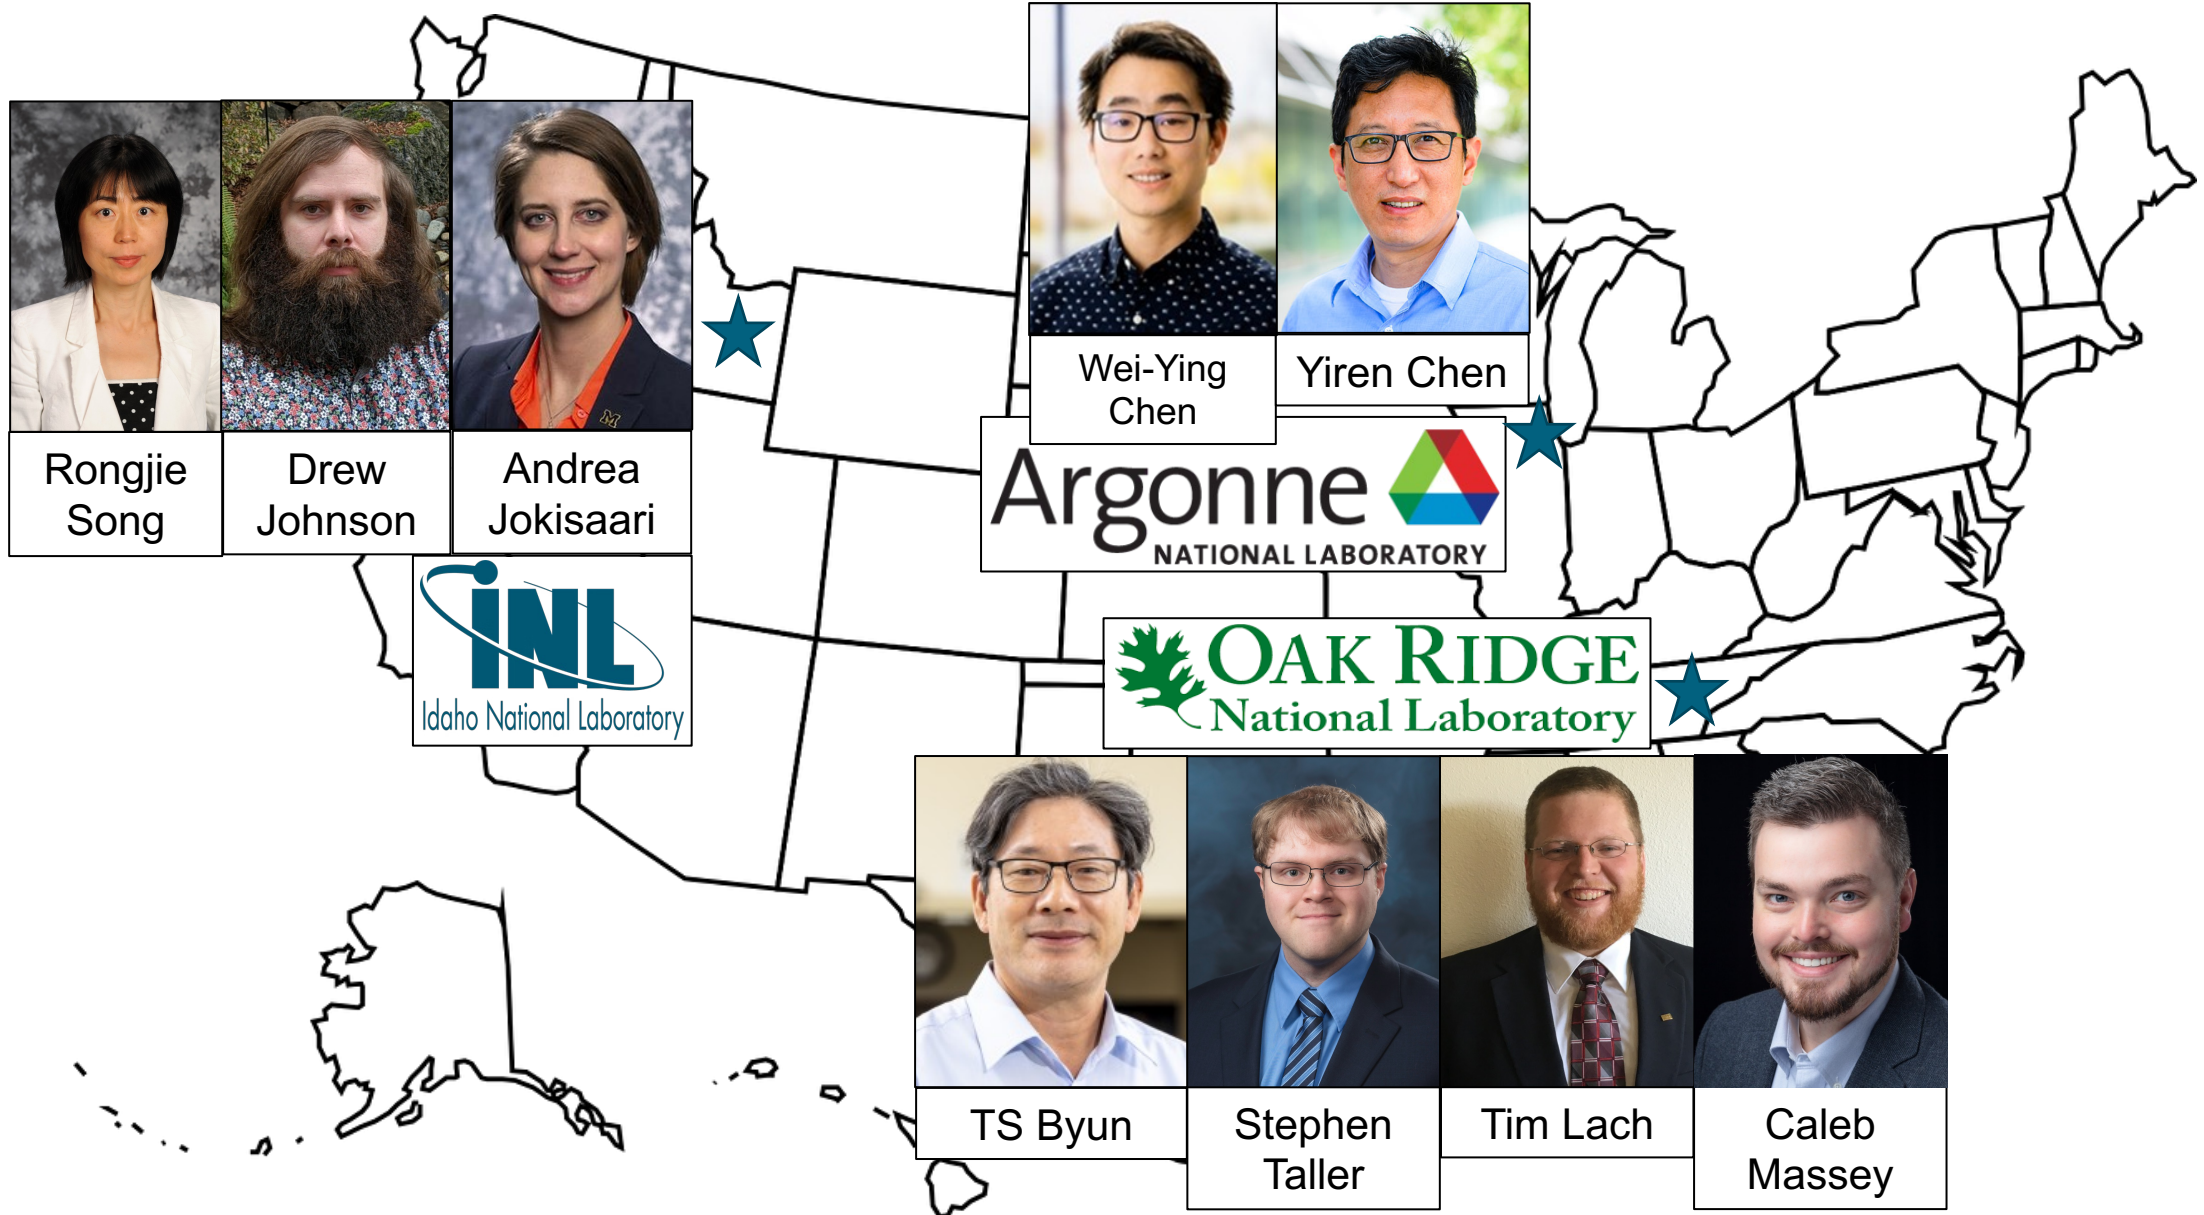 Wei-Ying
Chen
Yiren Chen
Rongjie
Song
Drew
Johnson
Andrea
Jokisaari
M
Argonne
NATIONAL LABORATORY
INL
Idaho National Laboratory
OAK RIDGE
National Laboratory
TS Byun
Stephen
Taller
Tim Lach
Caleb
Massey